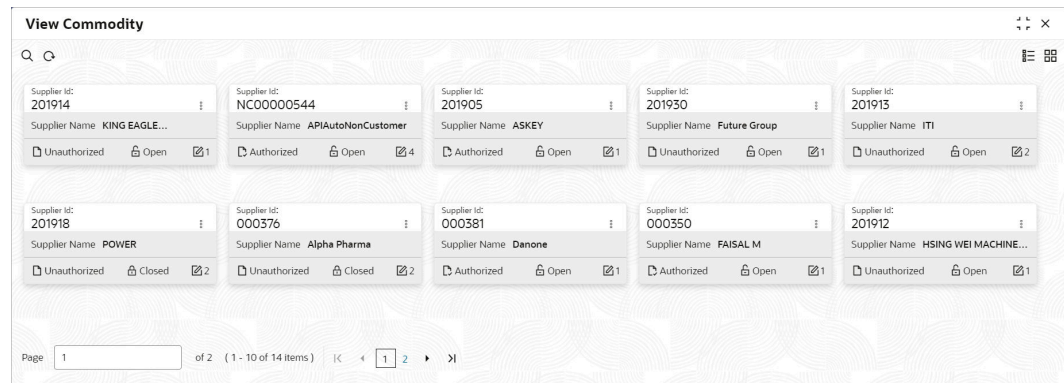 View Commodity
Supplier Id: Supplier Id: Supplier Id: Supplier Id: Supplier Id:
201914 NC00000544 201905 201930 201913
Supplier Name KING EAGLE... Supplier Name APIAutoNonCustomer Supplier Name ASKEY Supplier Name Future Group Supplier Name ITI
Unauthorized Open 1 Authorized Open 4 Authorized Open 1 Unauthorized Open 1 Unauthorized Open 2
Supplier Id: Supplier Id: Supplier Id: Supplier Id: Supplier Id:
201918 000376 000381 000350 201912
Supplier Name POWER Supplier Name Alpha Pharma Supplier Name Danone Supplier Name FAISAL M Supplier Name HSING WEI MACHINE...
Unauthorized Closed 2 Unauthorized Closed 2 Authorized Open 1 Authorized Open 1 Unauthorized Open 1
Page 1 of 2 (1 - 10 of 14 items) 1 2